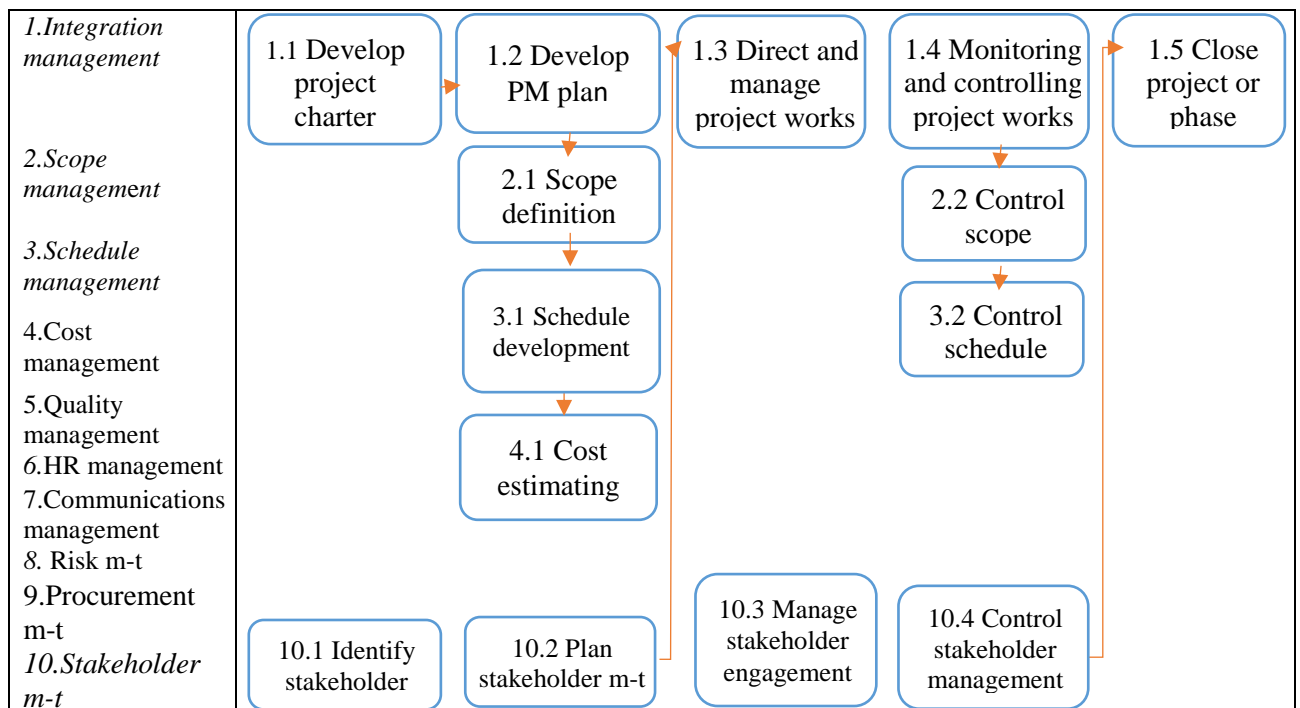 1.Integration
management
2.Scope
management
3.Schedule
management
4.Cost
management
5.Quality
management
6.HR management
7.Communications
management
8. Risk m-t
9.Procurement
m-t
10.Stakeholder
m-t
1.1 Develop
project
charter
1.2 Develop
PM plan
1.3 Direct and
manage
project works
1.4 Monitoring
and controlling
project works
1.5 Close
project or
phase
2.1 Scope
definition
2.2 Control
scope
3.1 Schedule
development
3.2 Control
schedule
4.1 Cost
estimating
10.1 Identify
stakeholder
10.2 Plan
stakeholder m-t
10.3 Manage
stakeholder
engagement
10.4 Control
stakeholder
management